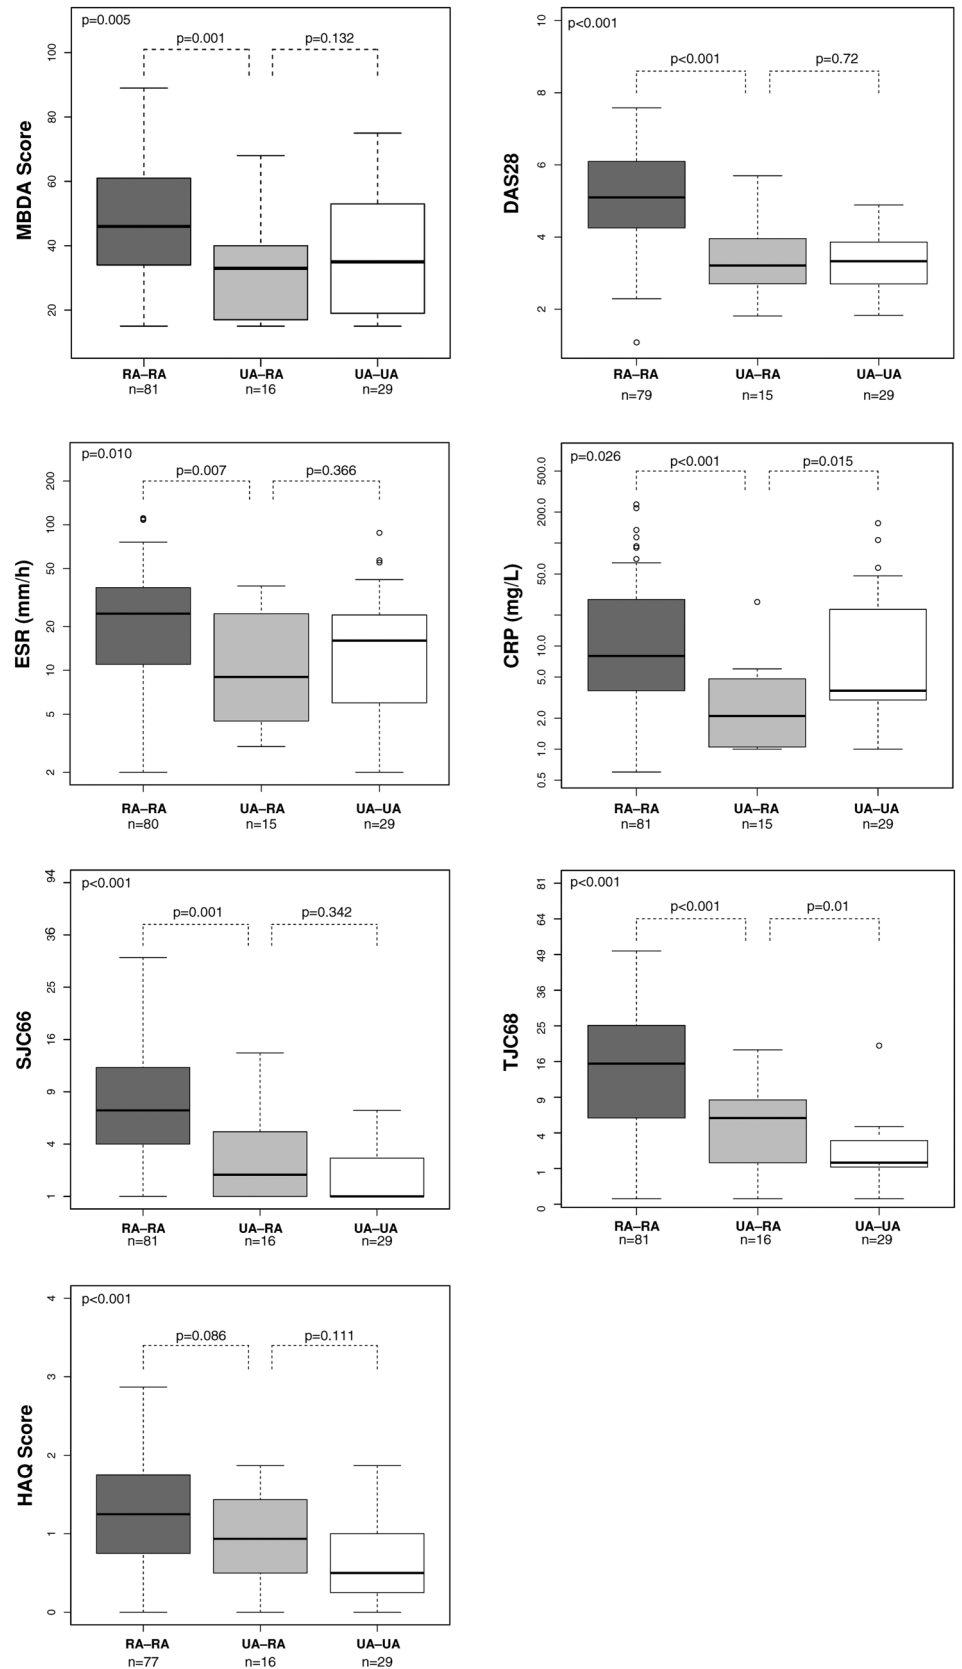 p=0.005
p=0.001
p=0.132
MBDA Score
100
80
60
40
20
RA–RA UA–RA UA–UA
n=81 n=16 n=29
p<0.001
p<0.001
p=0.72
DAS28
10
8
6
4
2
RA–RA UA–RA UA–UA
n=79 n=15 n=29
p=0.010
p=0.007
p=0.366
ESR (mm/h)
200
100
50
20
10
5
2
RA–RA UA–RA UA–UA
n=80 n=15 n=29
p=0.026
p<0.001
p=0.015
CRP (mg/L)
500.0
200.0
50.0
10.0
5.0
2.0
1.0
0.5
RA–RA UA–RA UA–UA
n=81 n=15 n=29
p<0.001
p=0.001
p=0.342
SJC66
94
36
25
16
9
4
1
RA–RA UA–RA UA–UA
n=81 n=16 n=29
p<0.001
p<0.001
p=0.01
TJC68
81
64
49
36
25
16
9
4
1
0
RA–RA UA–RA UA–UA
n=81 n=16 n=29
p<0.001
p=0.086
p=0.111
HAQ Score
4
3
2
1
0
RA–RA UA–RA UA–UA
n=77 n=16 n=29